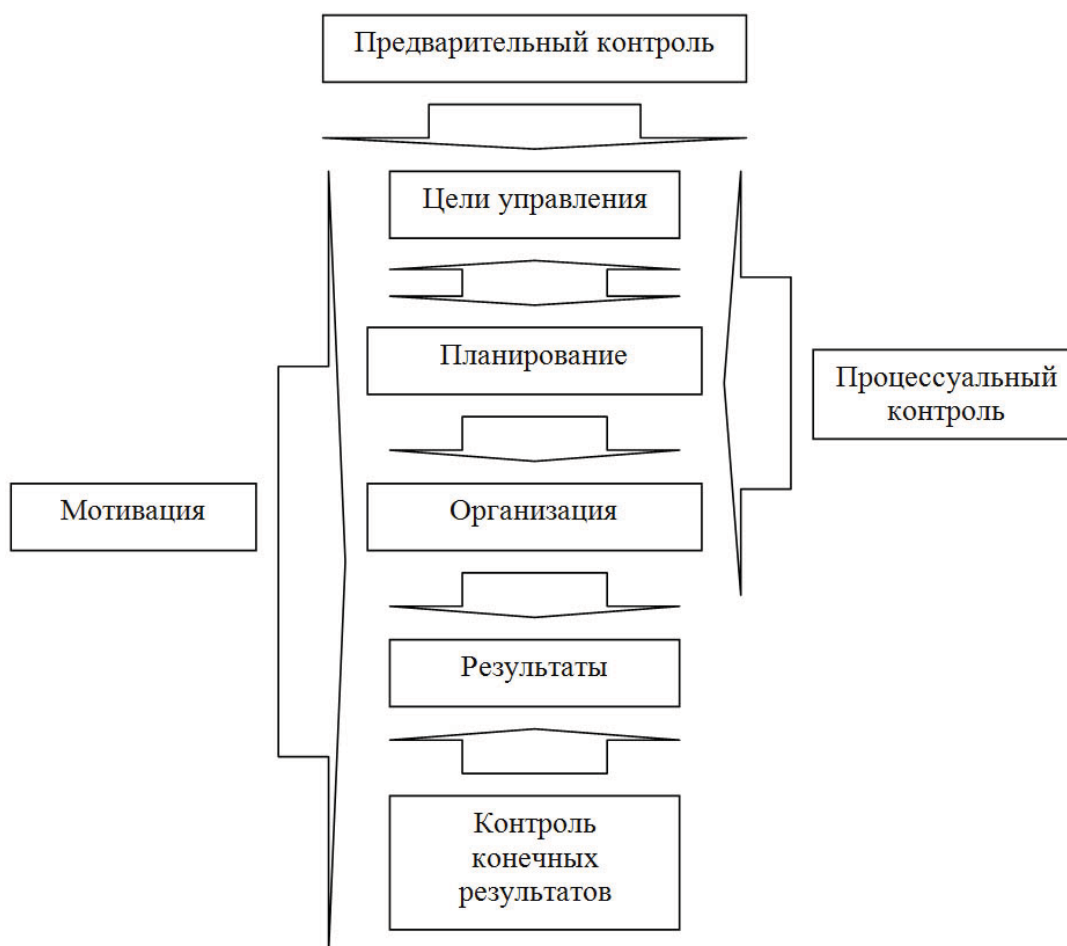 Предварительный контроль
Цели управления
Планирование
Процессуальный
контроль
Мотивация
Организация
Результаты
Контроль
конечных
результатов